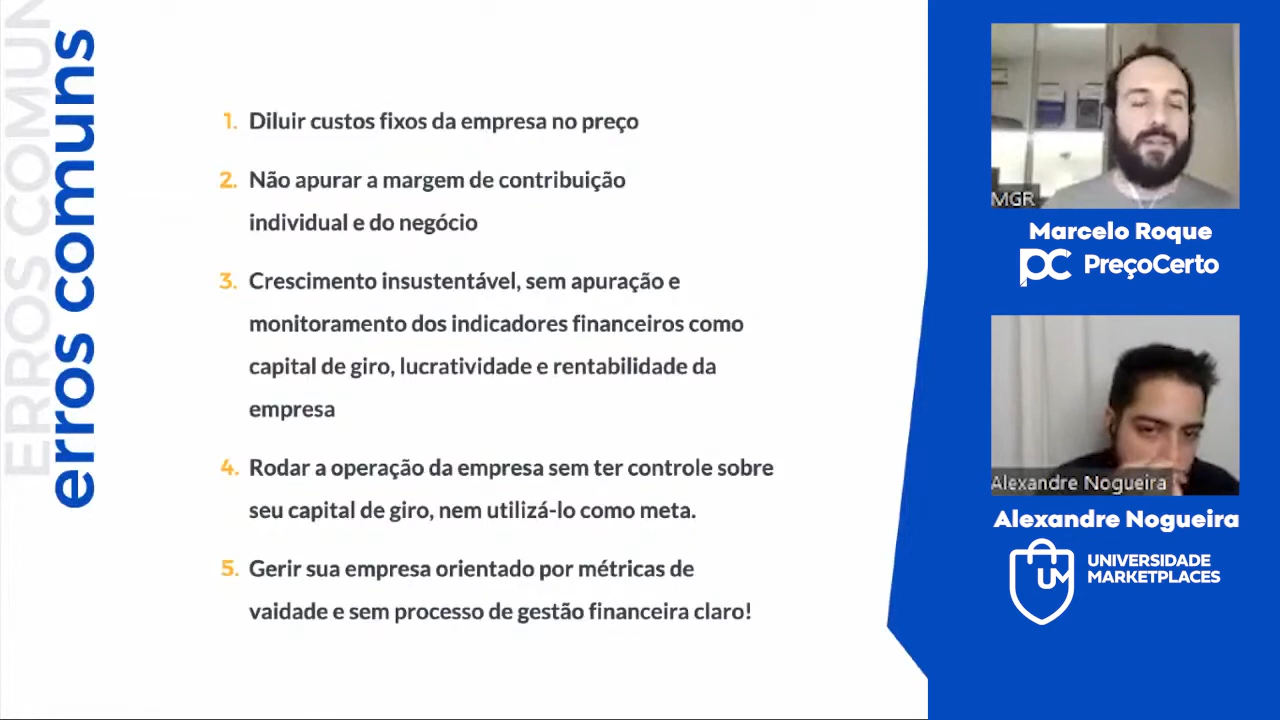 ERROS COMUN
erros comuns
1. Diluir custos fixos da empresa no preço
2. Não apurar a margem de contribuição
individual e do negócio
3. Crescimento insustentável, sem apuração e
monitoramento dos indicadores financeiros como
capital de giro, lucratividade e rentabilidade da
empresa
4. Rodar a operação da empresa sem ter controle sobre
seu capital de giro, nem utilizá-lo como meta.
5. Gerir sua empresa orientado por métricas de
vaidade e sem processo de gestão financeira claro!
MGR
Marcelo Roque
pc PreçoCerto
Alexandre Nogueira
Alexandre Nogueira
UM UNIVERSIDADE
MARKETPLACES